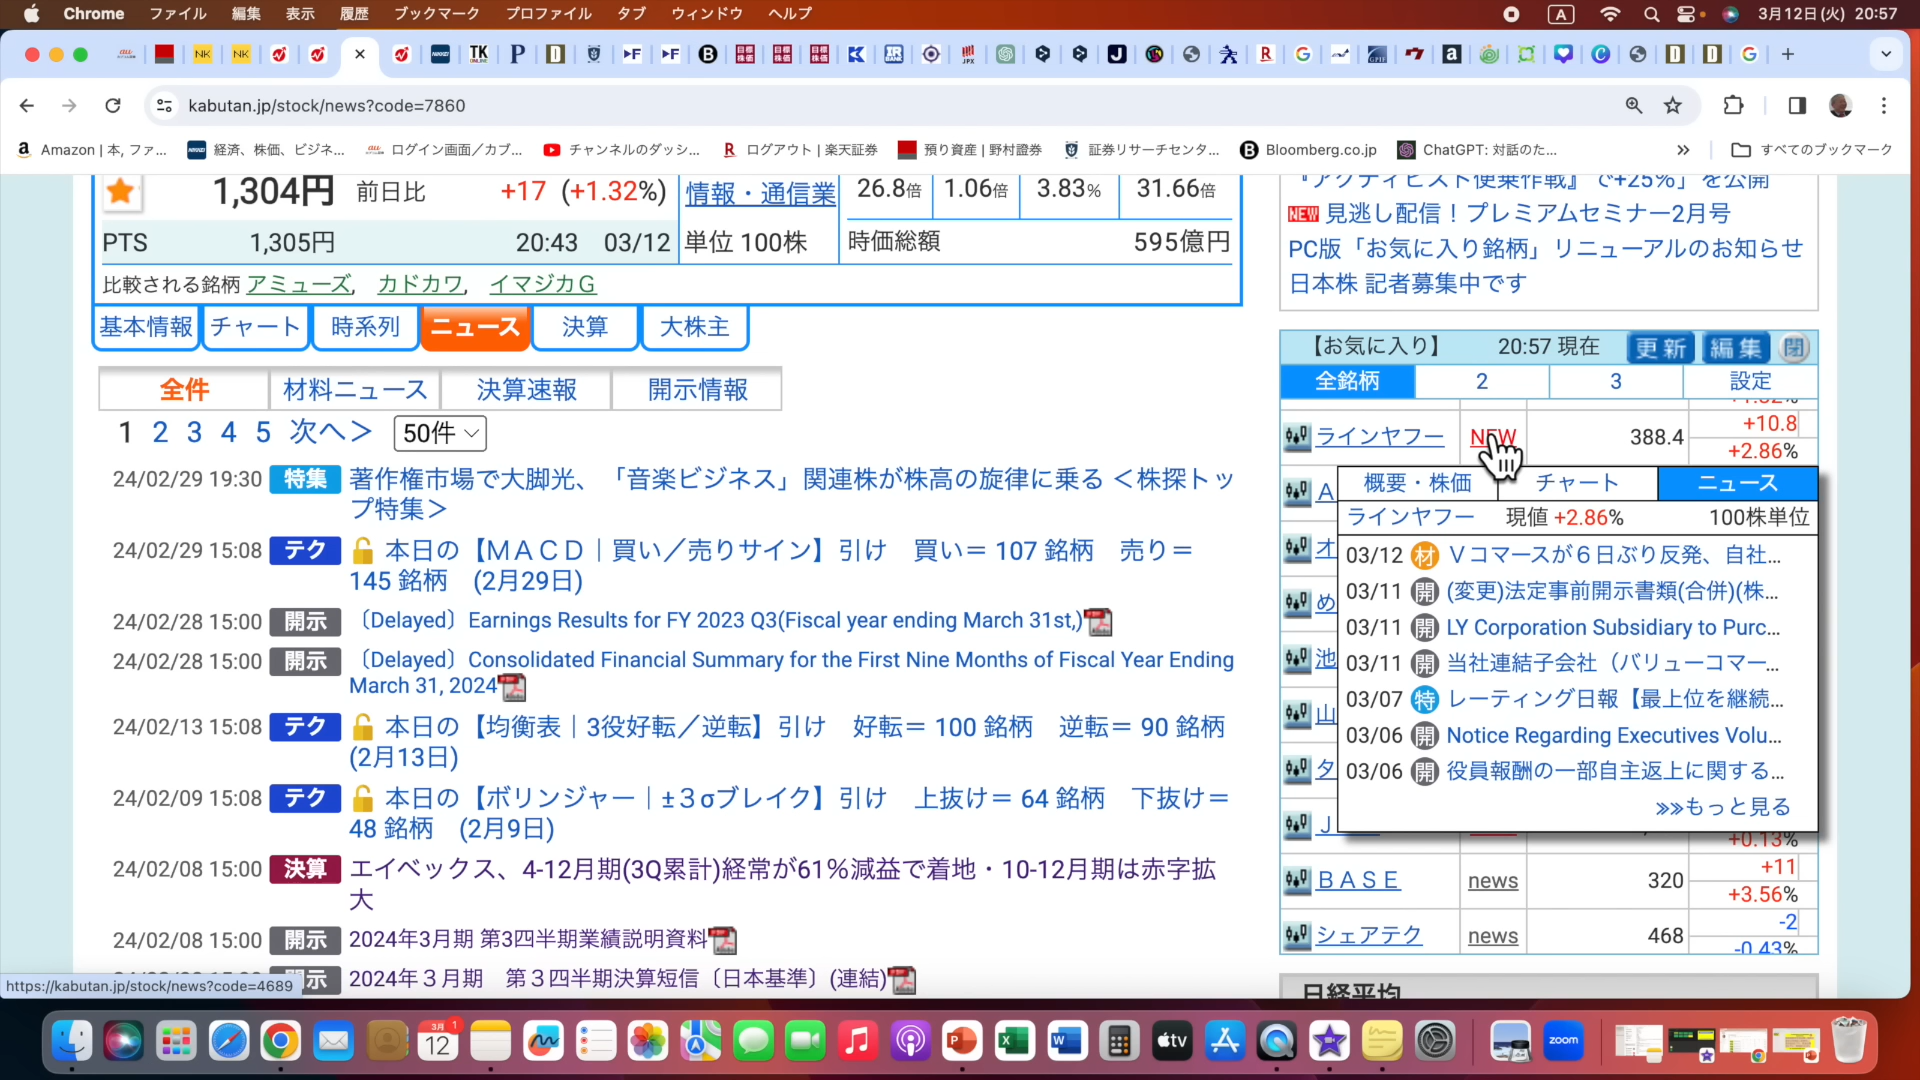 Chrome ファイル 編集 表示 履歴 ブックマーク プロファイル タブ ウィンドウ ヘルプ
A 3月12日(火) 20:57
kabutan.jp/stock/news?code=7860
Amazon | 本, ファ... 経済、株価、ビジネ... ログイン画面／カブ... チャンネルのダッシ... ログアウト | 楽天証券 預り資産 | 野村證券 証券リサーチセンタ... Bloomberg.co.jp ChatGPT: 対話のた... すべてのブックマーク
1,304円 前日比 +17 (+1.32%) 情報・通信業 26.8倍 1.06倍 3.83% 31.66倍
PTS 1,305円 20:43 03/12 単位 100株 時価総額 595億円
比較される銘柄 アミューズ, カドカワ, イマジカG
基本情報 チャート 時系列 ニュース 決算 大株主
全件 材料ニュース 決算速報 開示情報
1 2 3 4 5 次へ＞ 50件
24/02/29 19:30 特集 著作権市場で大脚光、「音楽ビジネス」関連株が株高の旋律に乗る ＜株探トッ
プ特集＞
24/02/29 15:08 テク 本日の【ＭＡＣＤ｜買い／売りサイン】引け 買い＝ 107 銘柄 売り＝
145 銘柄 (2月29日)
24/02/28 15:00 開示 〔Delayed〕Earnings Results for FY 2023 Q3(Fiscal year ending March 31st,)
24/02/28 15:00 開示 〔Delayed〕Consolidated Financial Summary for the First Nine Months of Fiscal Year Ending
March 31, 2024
24/02/13 15:08 テク 本日の【均衡表｜3役好転／逆転】引け 好転＝ 100 銘柄 逆転＝ 90 銘柄
(2月13日)
24/02/09 15:08 テク 本日の【ボリンジャー｜±３σブレイク】引け 上抜け＝ 64 銘柄 下抜け＝
48 銘柄 (2月9日)
24/02/08 15:00 決算 エイベックス、4-12月期(3Q累計)経常が61％減益で着地・10-12月期は赤字拡
大
24/02/08 15:00 開示 2024年3月期 第3四半期業績説明資料
示 2024年３月期 第３四半期決算短信〔日本基準〕(連結)
https://kabutan.jp/stock/news?code=4689
『アクティビスト便乗作戦』で+25%」を公開
NEW 見逃し配信！プレミアムセミナー2月号
PC版「お気に入り銘柄」リニューアルのお知らせ
日本株 記者募集中です
【お気に入り】 20:57 現在 更新 編集 閉
全銘柄 2 3 設定
ラインヤフー NEW 388.4 +10.8
+2.86%
概要・株価 チャート ニュース
ラインヤフー 現値 +2.86% 100株単位
03/12 材 Ｖコマースが６日ぶり反発、自社...
03/11 開 (変更)法定事前開示書類(合併)(株...
03/11 開 LY Corporation Subsidiary to Purc...
03/11 開 当社連結子会社（バリューコマー...
03/07 特 レーティング日報【最上位を継続...
03/06 開 Notice Regarding Executives Volu...
03/06 開 役員報酬の一部自主返上に関する...
≫もっと見る
A
オ
め
池
山
タ
J
+0.13%
ＢＡＳＥ news 320 +11
+3.56%
シェアテク news 468 -2
-0.43%
日経平均
3月 1
12
tv
zoom